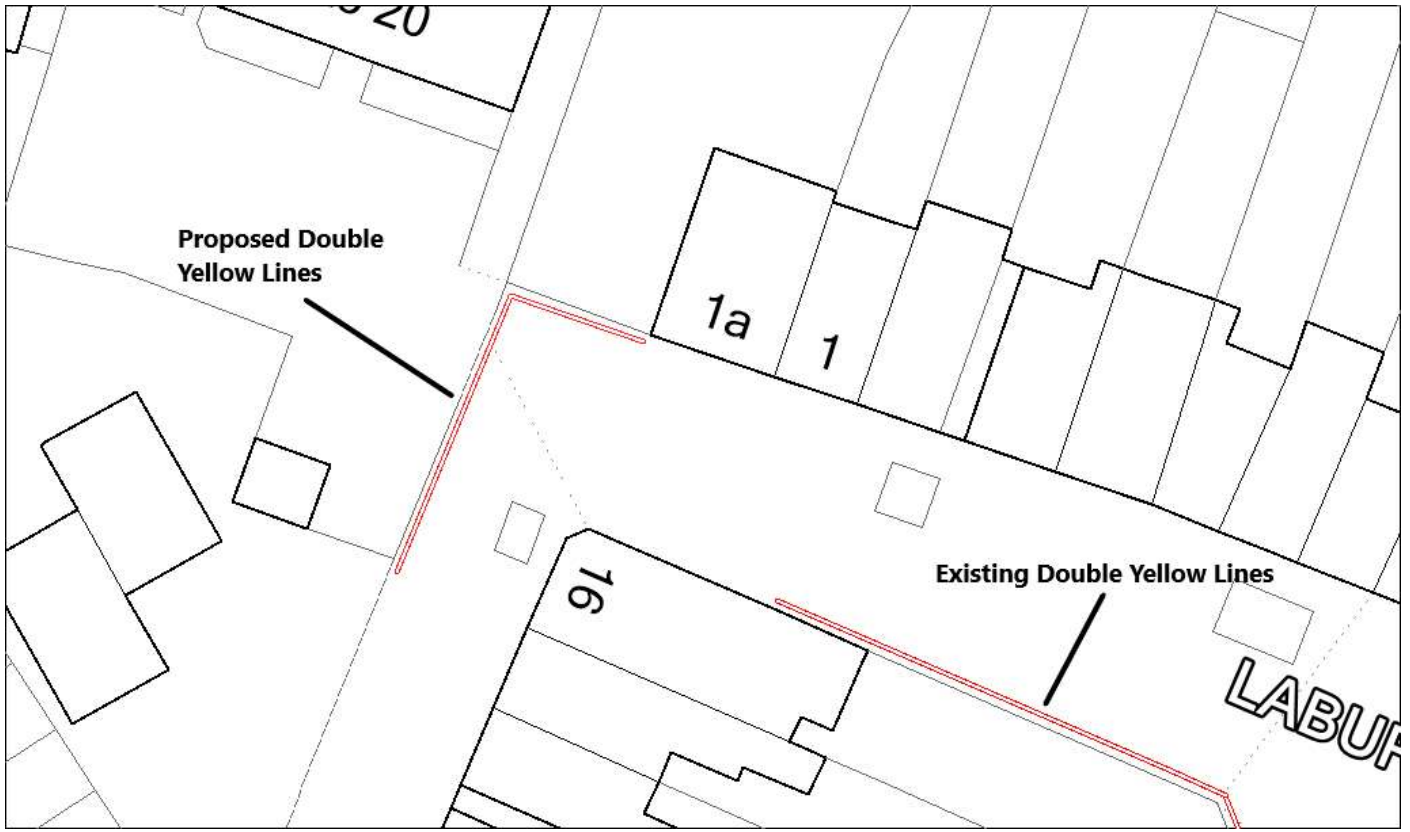 20
Proposed Double
Yellow Lines
1a
1
16
Existing Double Yellow Lines
LABUR